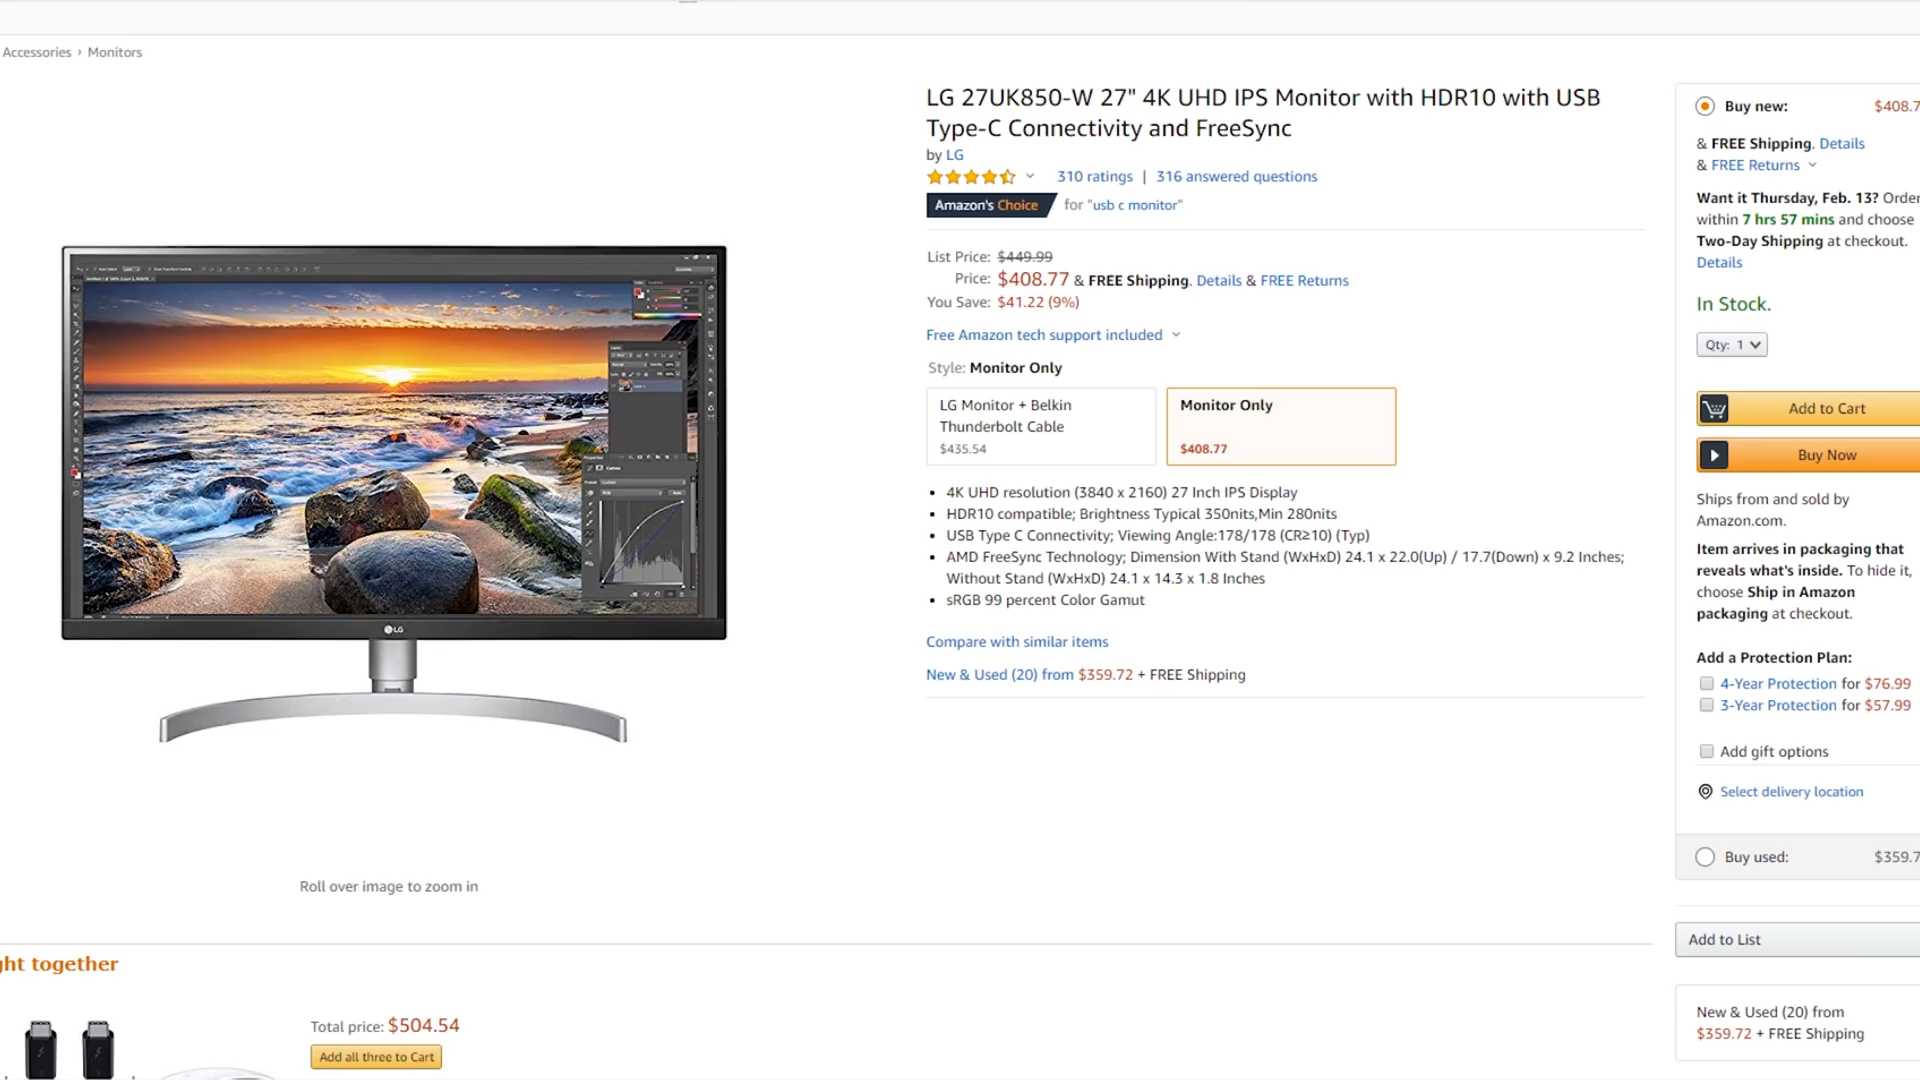 Accessories › Monitors
LG 27UK850-W 27" 4K UHD IPS Monitor with HDR10 with USB
Type-C Connectivity and FreeSync
by LG
310 ratings | 316 answered questions
Amazon's Choice for "usb c monitor"
List Price: $449.99
Price: $408.77 & FREE Shipping. Details & FREE Returns
You Save: $41.22 (9%)
Free Amazon tech support included
Style: Monitor Only
LG Monitor + Belkin
Thunderbolt Cable
$435.54
Monitor Only
$408.77
• 4K UHD resolution (3840 x 2160) 27 Inch IPS Display
• HDR10 compatible; Brightness Typical 350nits,Min 280nits
• USB Type C Connectivity; Viewing Angle:178/178 (CR≥10) (Typ)
• AMD FreeSync Technology; Dimension With Stand (WxHxD) 24.1 x 22.0(Up) / 17.7(Down) x 9.2 Inches;
Without Stand (WxHxD) 24.1 x 14.3 x 1.8 Inches
• sRGB 99 percent Color Gamut
Compare with similar items
New & Used (20) from $359.72 + FREE Shipping
LG
Roll over image to zoom in
ght together
Total price: $504.54
Add all three to Cart
Buy new: $408.7
& FREE Shipping. Details
& FREE Returns
Want it Thursday, Feb. 13? Order
within 7 hrs 57 mins and choose
Two-Day Shipping at checkout.
Details
In Stock.
Qty: 1
Add to Cart
Buy Now
Ships from and sold by
Amazon.com.
Item arrives in packaging that
reveals what's inside. To hide it,
choose Ship in Amazon
packaging at checkout.
Add a Protection Plan:
4-Year Protection for $76.99
3-Year Protection for $57.99
Add gift options
Select delivery location
Buy used: $359.7
Add to List
New & Used (20) from
$359.72 + FREE Shipping